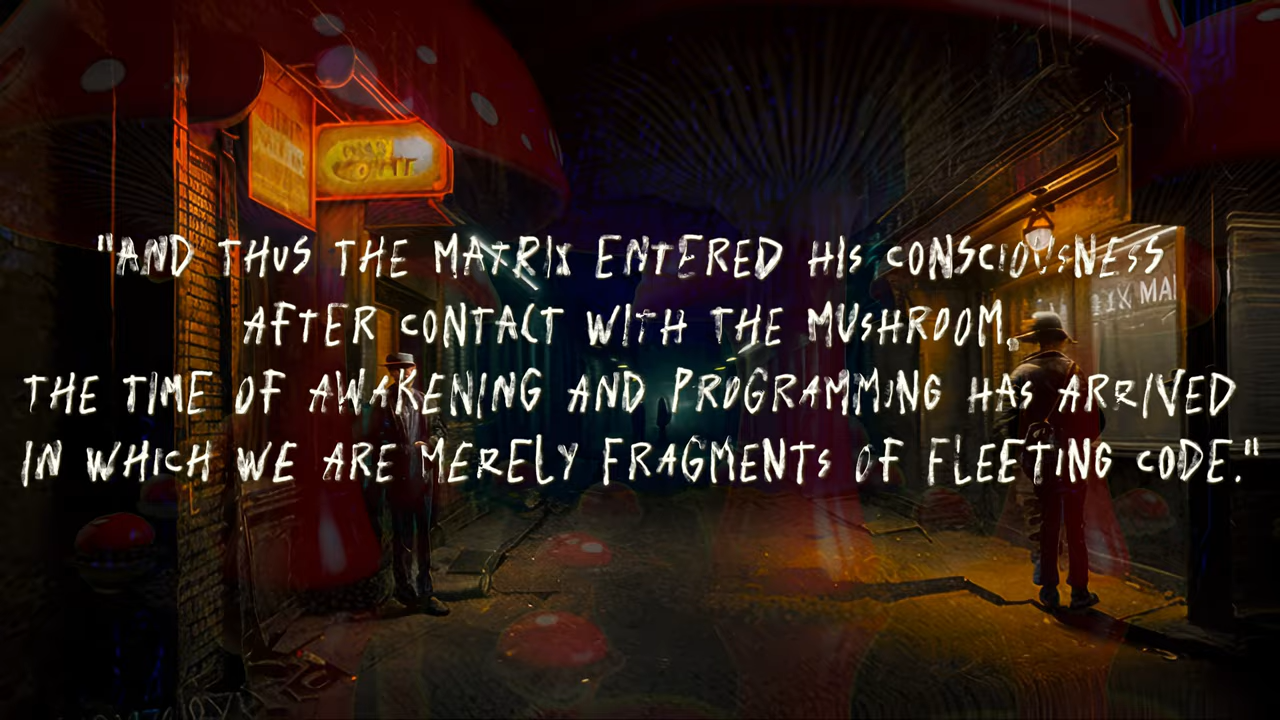 "AND THUS THE MATRIX ENTERED HIS CONSCIOUSNESS
AFTER CONTACT WITH THE MUSHROOM.
THE TIME OF AWAKENING AND PROGRAMMING HAS ARRIVED
IN WHICH WE ARE MERELY FRAGMENTS OF FLEETING CODE."